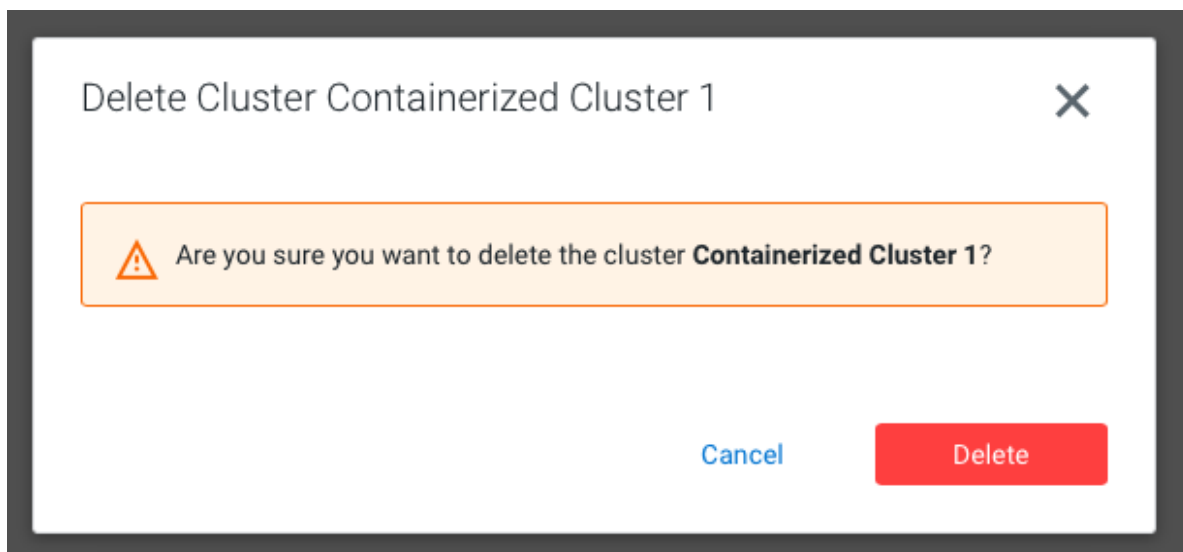 Delete Cluster Containerized Cluster 1
Are you sure you want to delete the cluster Containerized Cluster 1?
Cancel
Delete